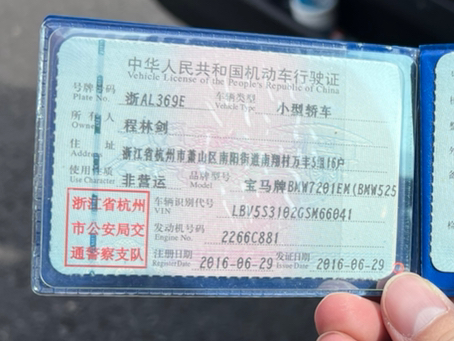 中华人民共和国机动车行驶证
Vehicle License of the People's Republic of China
号牌号码 浙AL369E 车辆类型 小型轿车
Plate No. Vehicle Type
所有人 程林剑
Owner
住址 浙江省杭州市萧山区南阳街道南翔村万丰5组16户
Address
使用性质 非营运 品牌型号 宝马牌BMW7201EM(BMW525
Use Character Model
浙江省杭州
市公安局交
通警察支队
车辆识别代号 LBV5S3102GSM66041
VIN
发动机号码 2266C881
Engine No.
注册日期 2016-06-29 发证日期 2016-06-29
Register Date Issue Date